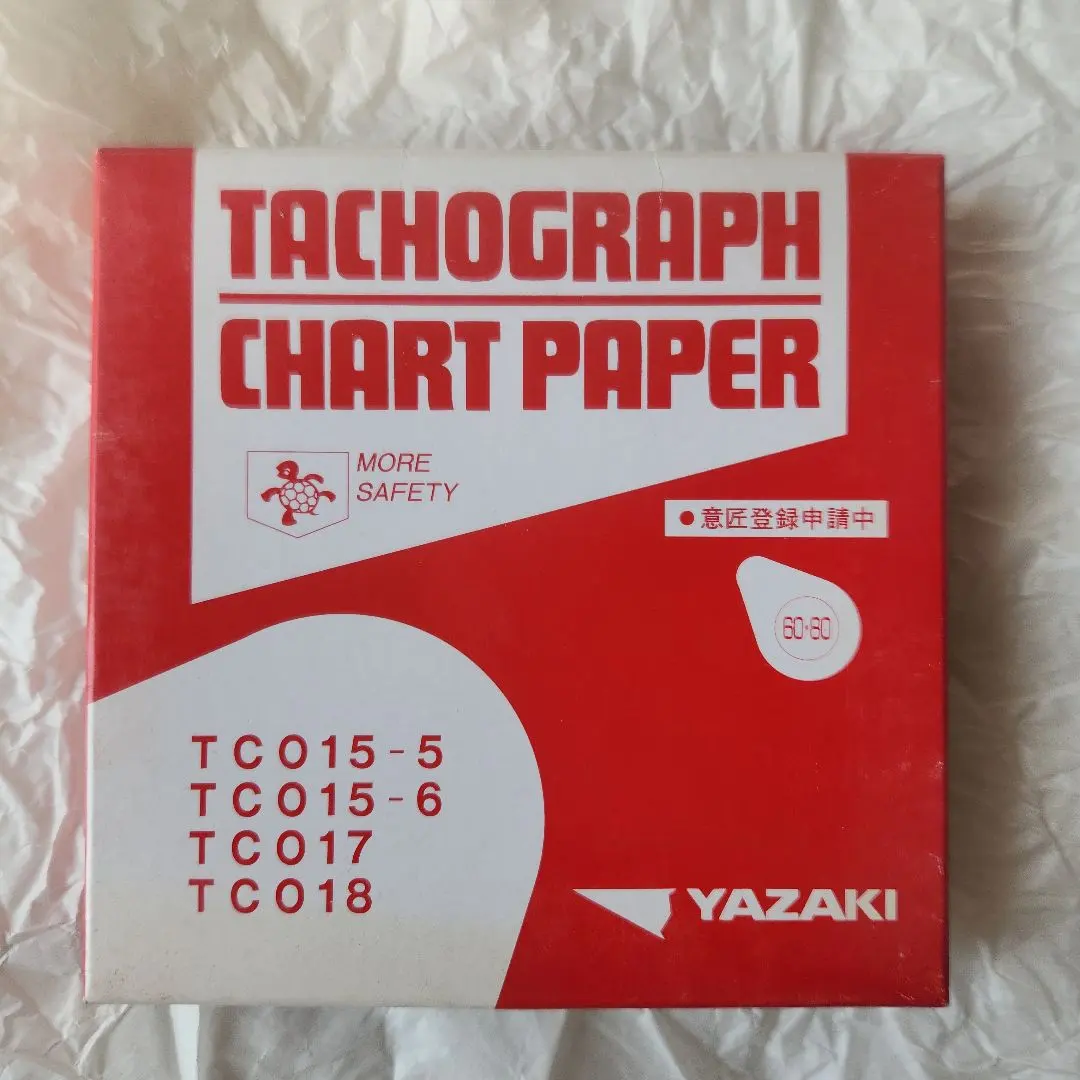 TACHOGRAPH
CHART PAPER
MORE
SAFETY
●意匠登録申請中
60・80
TCO15-5
TCO15-6
TCO17
TCO18
YAZAKI